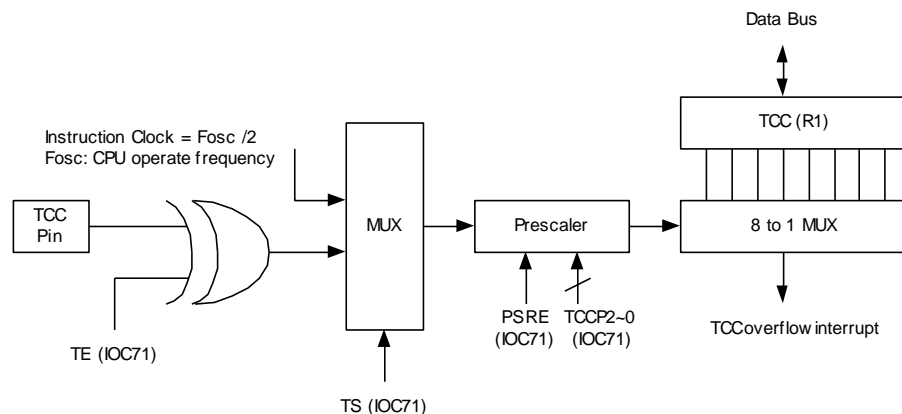 Data Bus
TCC (R1)
Instruction Clock = Fosc /2
Fosc: CPU operate frequency
TCC
Pin
MUX
Prescaler
8 to 1 MUX
PSRE
(IOC71)
TCCP2~0
(IOC71)
TCCoverflow interrupt
TE (IOC71)
TS (IOC71)